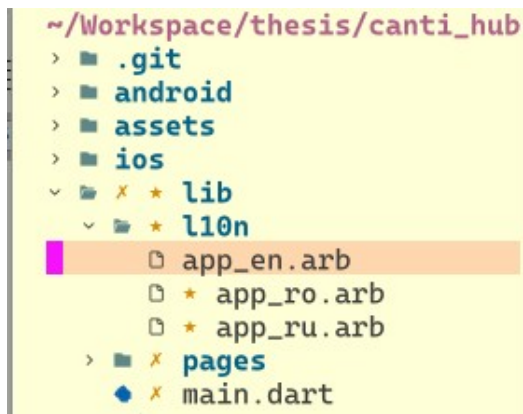 ~/Workspace/thesis/canti_hub
> .git
> android
> assets
> ios
✗ ★ lib
★ l10n
app_en.arb
★ app_ro.arb
★ app_ru.arb
> ✗ pages
✗ main.dart